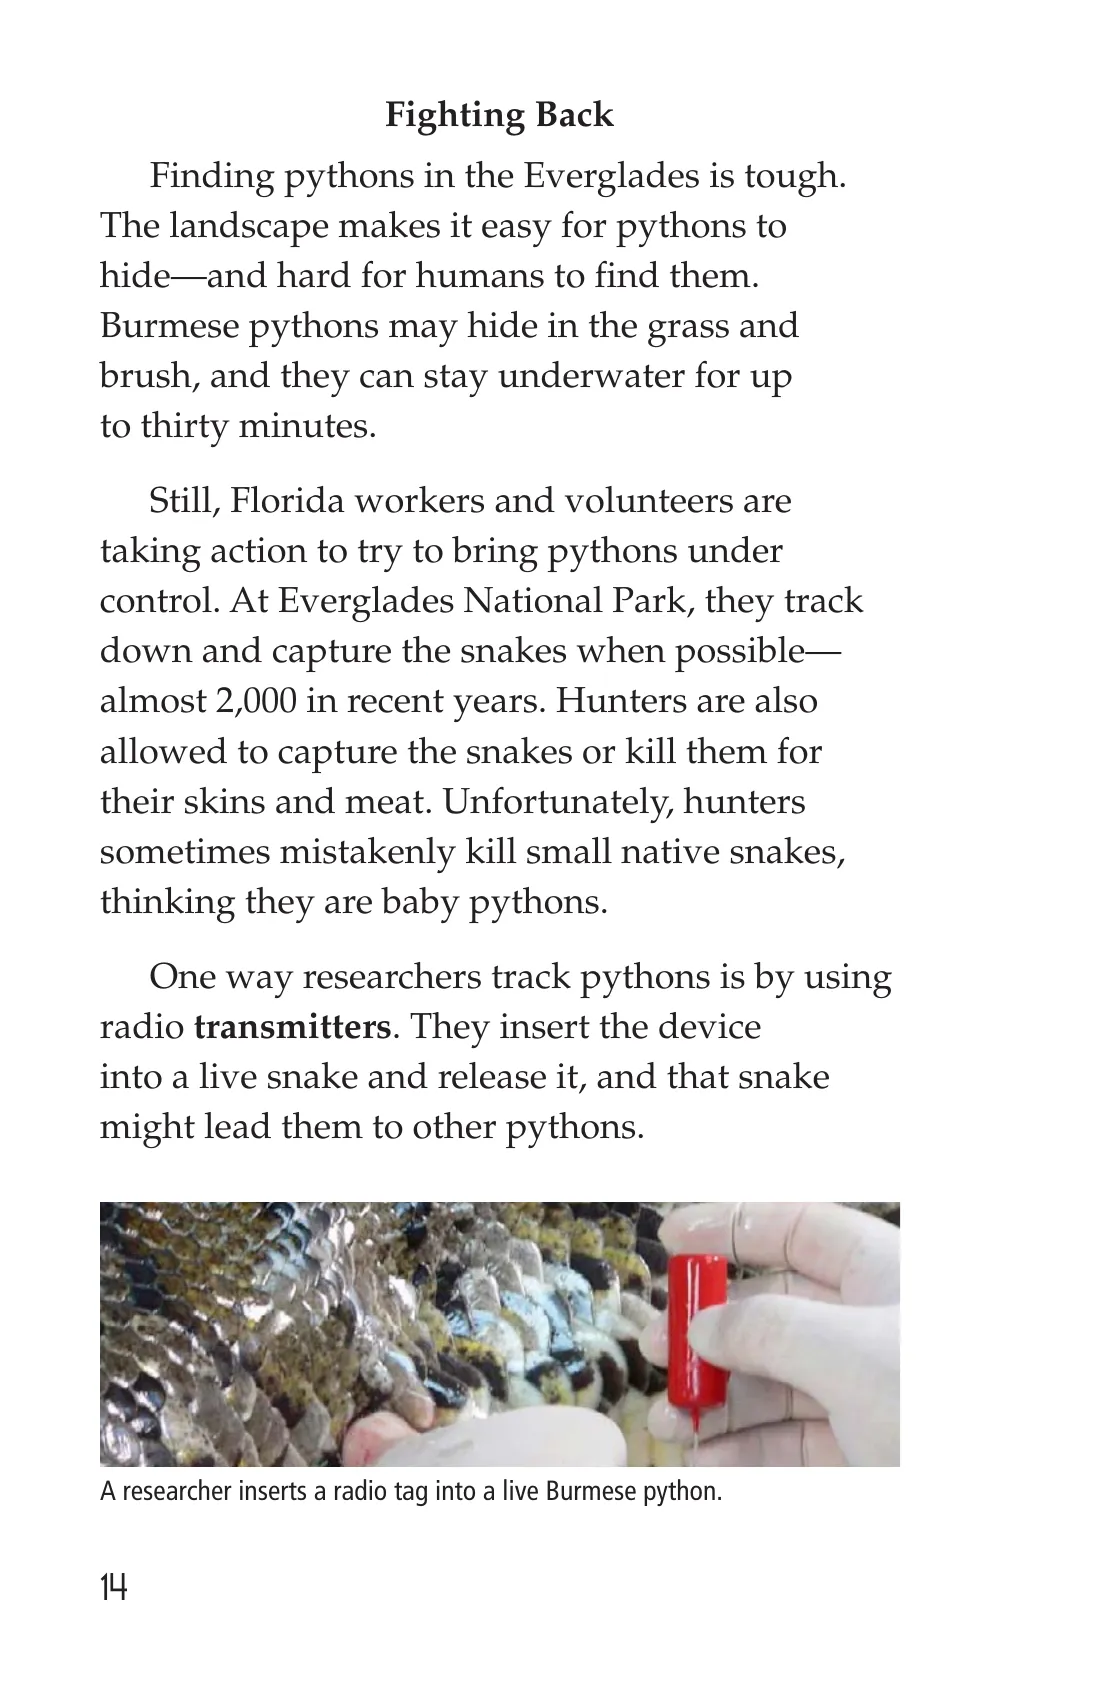 Fighting Back
Finding pythons in the Everglades is tough.
The landscape makes it easy for pythons to
hide—and hard for humans to find them.
Burmese pythons may hide in the grass and
brush, and they can stay underwater for up
to thirty minutes.
Still, Florida workers and volunteers are
taking action to try to bring pythons under
control. At Everglades National Park, they track
down and capture the snakes when possible—
almost 2,000 in recent years. Hunters are also
allowed to capture the snakes or kill them for
their skins and meat. Unfortunately, hunters
sometimes mistakenly kill small native snakes,
thinking they are baby pythons.
One way researchers track pythons is by using
radio transmitters. They insert the device
into a live snake and release it, and that snake
might lead them to other pythons.
A researcher inserts a radio tag into a live Burmese python.
14